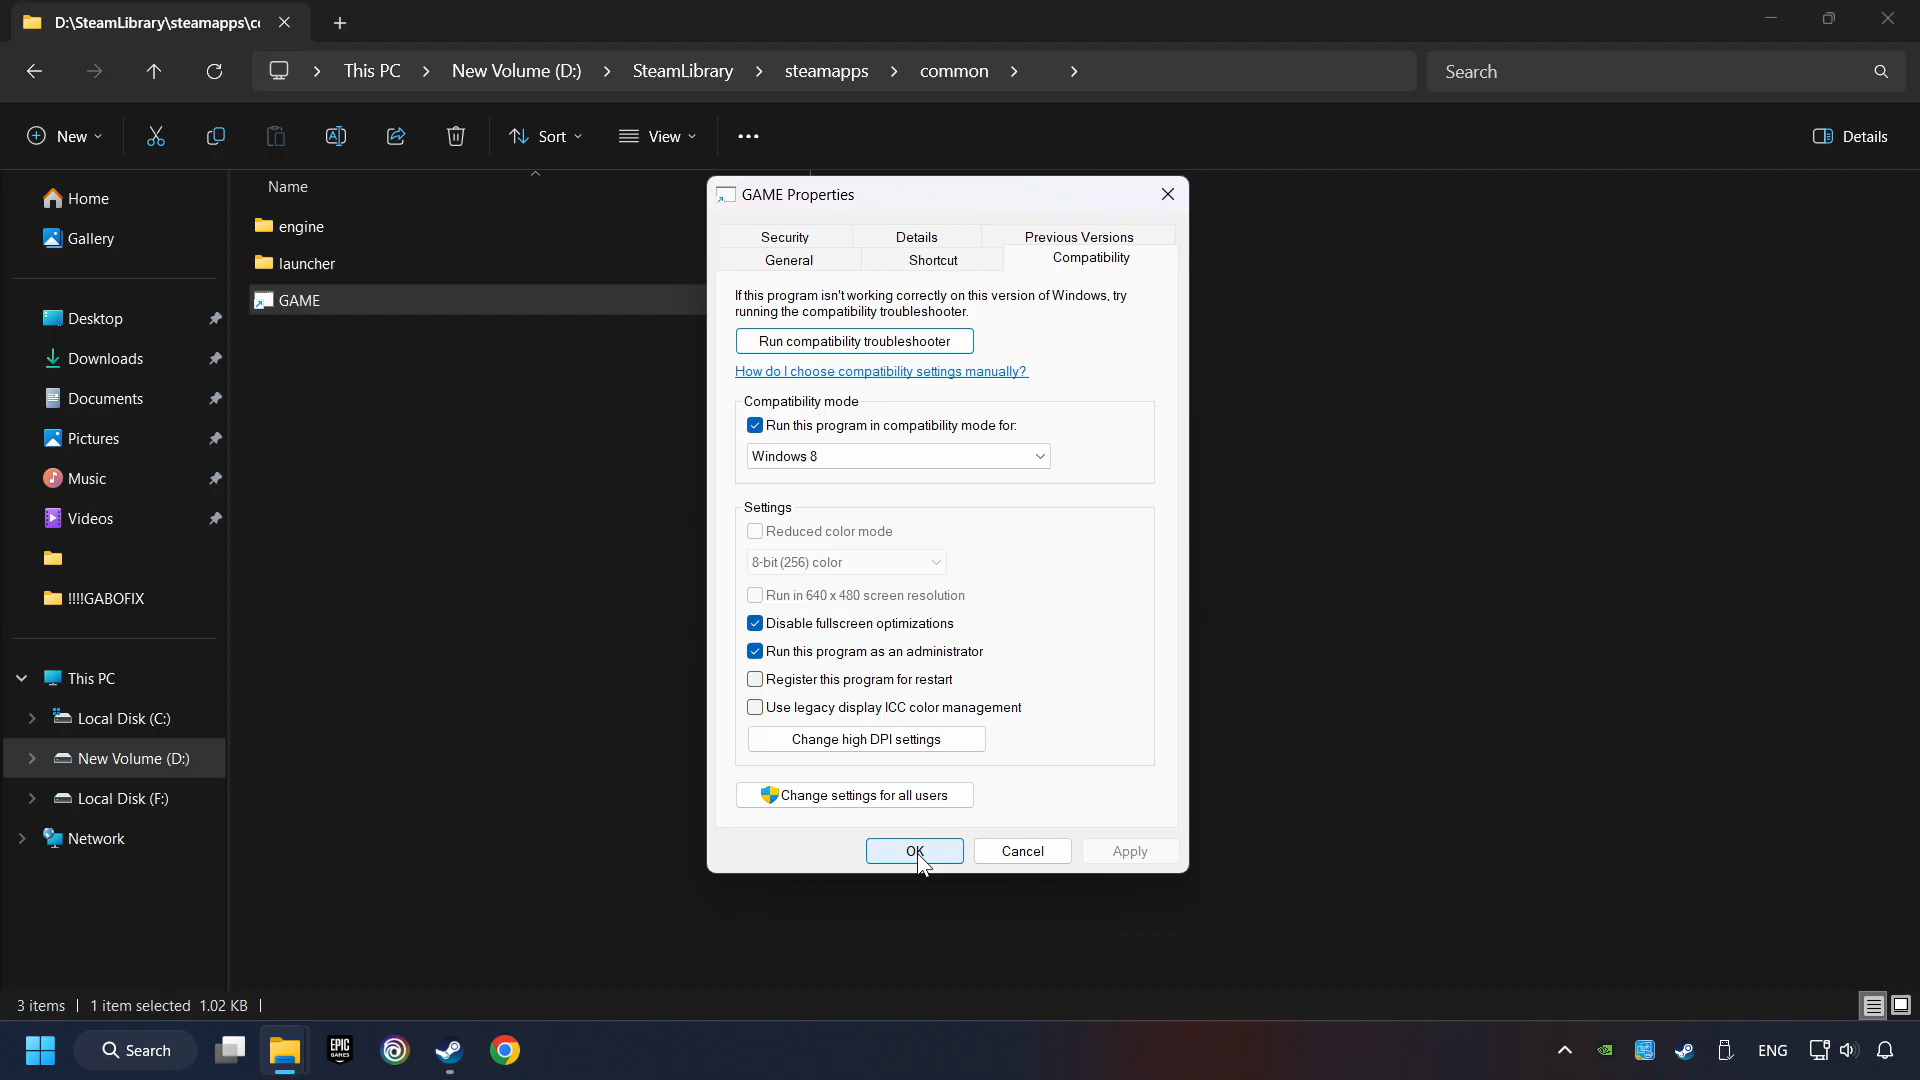 D:\SteamLibrary\steamapps\cc
This PC
New Volume (D:)
SteamLibrary
steamapps
common
Search
New
Sort
View
Details
Home
Gallery
Desktop
Downloads
Documents
Pictures
Music
Videos
!!!!GABOFIX
This PC
Local Disk (C:)
New Volume (D:)
Local Disk (F:)
Network
Name
engine
launcher
GAME
GAME Properties
Security
Details
Previous Versions
General
Shortcut
Compatibility
If this program isn't working correctly on this version of Windows, try
running the compatibility troubleshooter.
Run compatibility troubleshooter
How do I choose compatibility settings manually?
Compatibility mode
Run this program in compatibility mode for:
Windows 8
Settings
Reduced color mode
8-bit (256) color
Run in 640 x 480 screen resolution
Disable fullscreen optimizations
Run this program as an administrator
Register this program for restart
Use legacy display ICC color management
Change high DPI settings
Change settings for all users
OK
Cancel
Apply
3 items
1 item selected 1.02 KB
Search
EPIC
GAMES
ENG